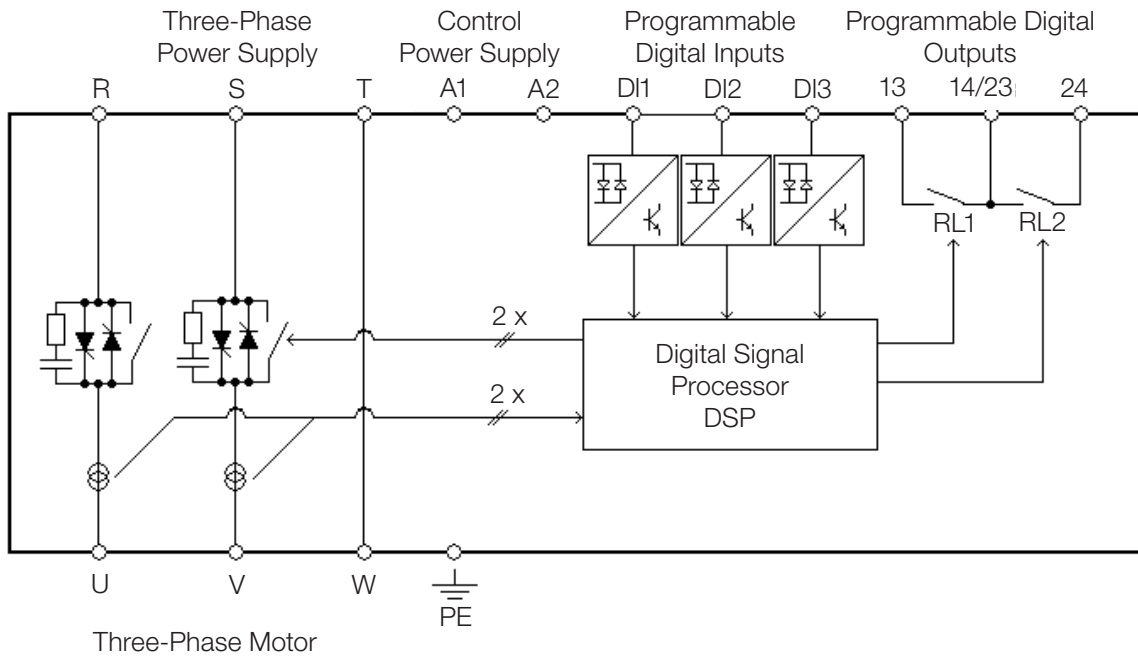 Three-Phase
Power Supply
Control
Power Supply
Programmable
Digital Inputs
Programmable Digital
Outputs
R
S
T
A1
A2
DI1
DI2
DI3
13
14/23
24
RL1
RL2
2 x
2 x
Digital Signal
Processor
DSP
U
V
W
PE
Three-Phase Motor